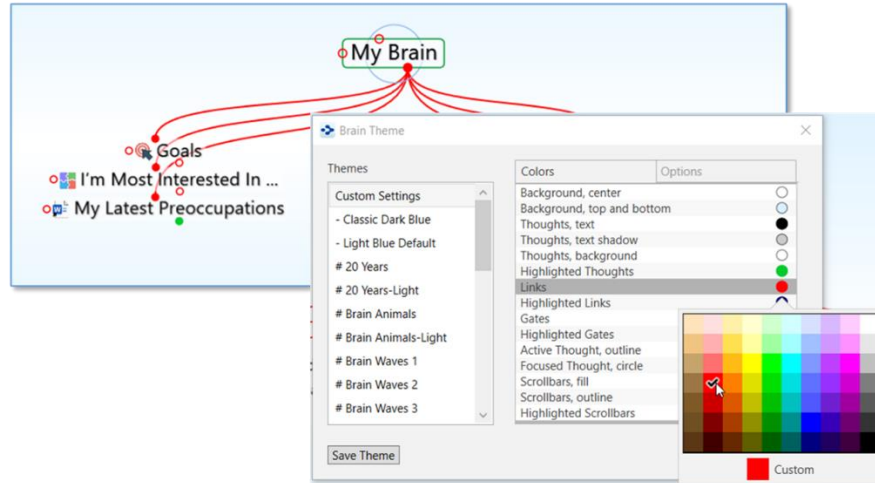 My Brain
Goals
I'm Most Interested In ...
My Latest Preoccupations
Brain Theme
Themes
Custom Settings
- Classic Dark Blue
- Light Blue Default
# 20 Years
# 20 Years-Light
# Brain Animals
# Brain Animals-Light
# Brain Waves 1
# Brain Waves 2
# Brain Waves 3
Save Theme
Colors
Options
Background, center
Background, top and bottom
Thoughts, text
Thoughts, text shadow
Thoughts, background
Highlighted Thoughts
Links
Highlighted Links
Gates
Highlighted Gates
Active Thought, outline
Focused Thought, circle
Scrollbars, fill
Scrollbars, outline
Highlighted Scrollbars
Custom